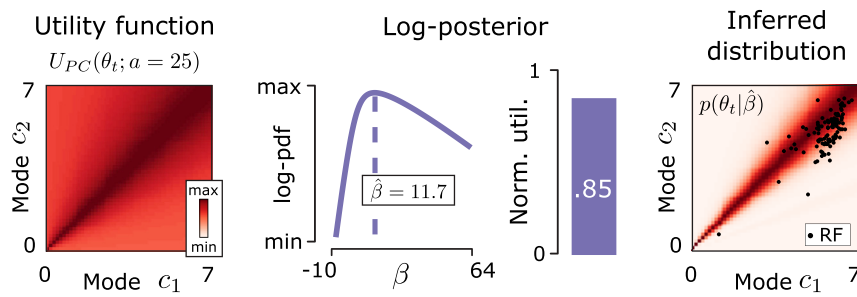 Utility function
U_PC(θ_t; a = 25)
7
Mode c_2
0
0
Mode c_1
7
max
min
Log-posterior
max
log-pdf
min
β̂ = 11.7
-10
β
64
1
Norm. util.
0
.85
Inferred
distribution
7
p(θ_t|β̂)
Mode c_2
0
RF
0
Mode c_1
7